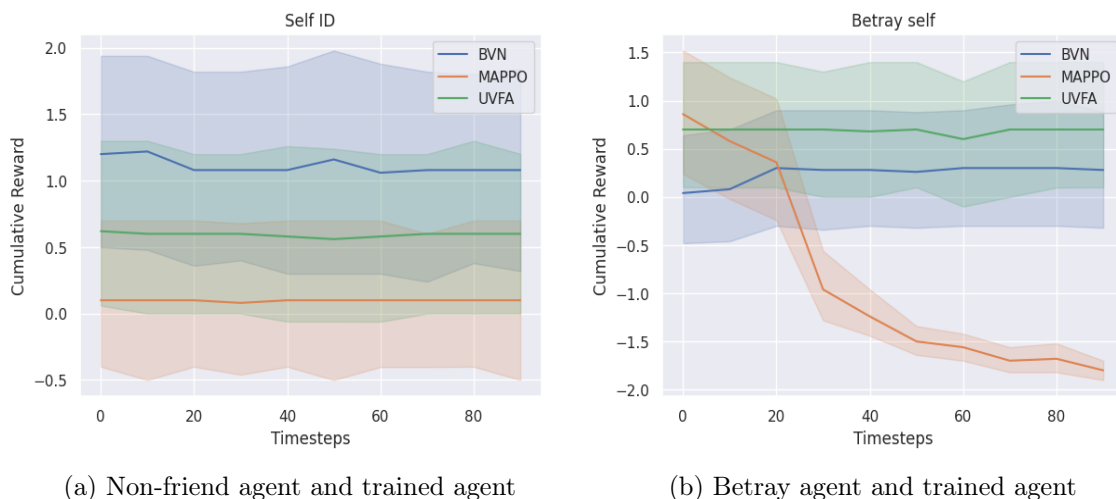 Self ID
2.0
1.5
1.0
0.5
0.0
−0.5
Cumulative Reward
BVN
MAPPO
UVFA
0
20
40
60
80
Timesteps
(a) Non-friend agent and trained agent
Betray self
1.5
1.0
0.5
0.0
−0.5
−1.0
−1.5
−2.0
Cumulative Reward
BVN
MAPPO
UVFA
0
20
40
60
80
Timesteps
(b) Betray agent and trained agent